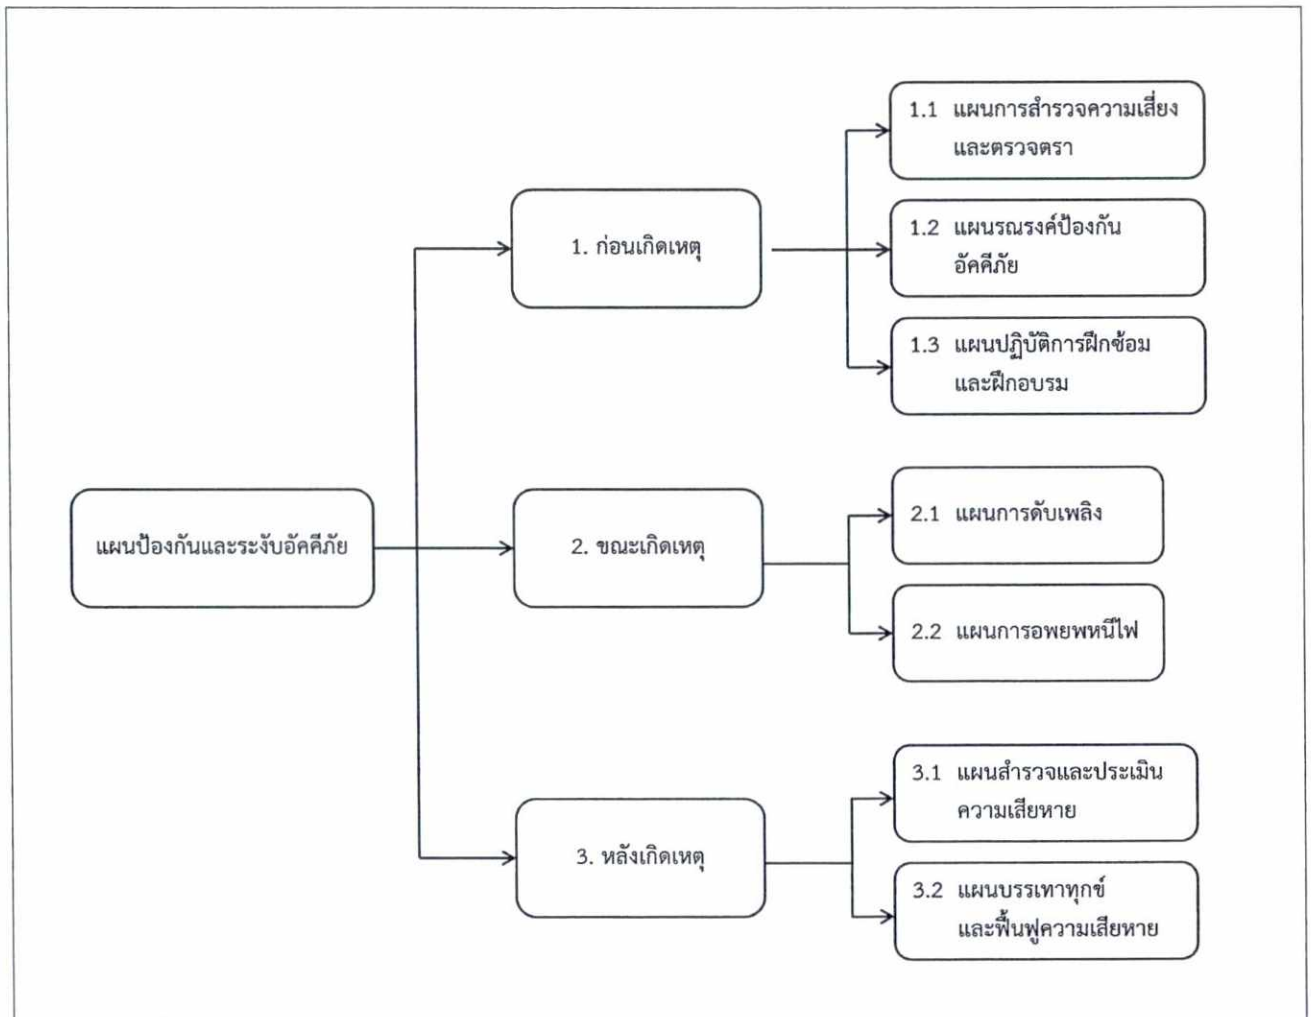 แผนป้องกันและระงับอัคคีภัย
1. ก่อนเกิดเหตุ
1.1 แผนการสำรวจความเสี่ยง
และตรวจตรา
1.2 แผนรณรงค์ป้องกัน
อัคคีภัย
1.3 แผนปฏิบัติการฝึกซ้อม
และฝึกอบรม
2. ขณะเกิดเหตุ
2.1 แผนการดับเพลิง
2.2 แผนการอพยพหนีไฟ
3. หลังเกิดเหตุ
3.1 แผนสำรวจและประเมิน
ความเสียหาย
3.2 แผนบรรเทาทุกข์
และฟื้นฟูความเสียหาย